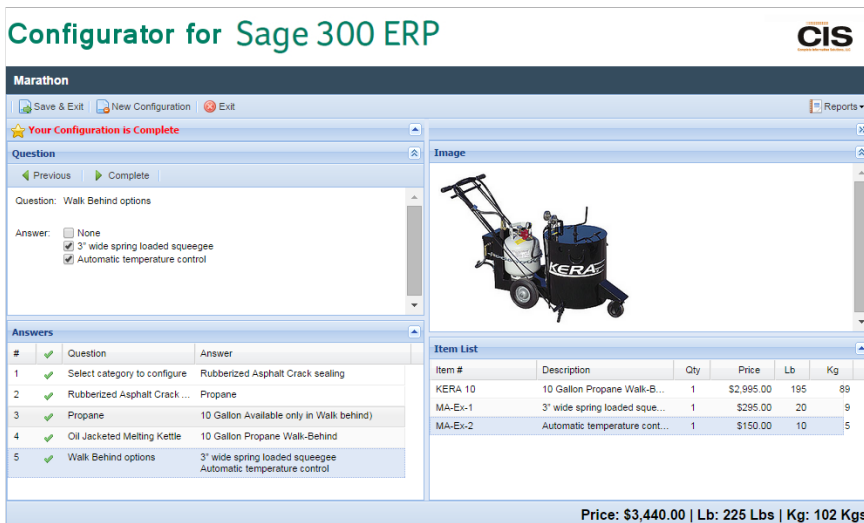 Configurator for Sage 300 ERP
CIS
Marathon
Save & Exit New Configuration Exit Reports
Your Configuration is Complete
Question
Previous Complete
Question: Walk Behind options
Answer: None
3" wide spring loaded squeegee
Automatic temperature control
Image
KERA
Answers
# Question Answer
1 Select category to configure Rubberized Asphalt Crack sealing
2 Rubberized Asphalt Crack ... Propane
3 Propane 10 Gallon Available only in Walk behind)
4 Oil Jacketed Melting Kettle 10 Gallon Propane Walk-Behind
5 Walk Behind options 3" wide spring loaded squeegee
Automatic temperature control
Item List
Item # Description Qty Price Lb Kg
KERA 10 10 Gallon Propane Walk-B... 1 $2,995.00 195 89
MA-Ex-1 3" wide spring loaded sque... 1 $295.00 20 9
MA-Ex-2 Automatic temperature cont... 1 $150.00 10 5
Price: $3,440.00 | Lb: 225 Lbs | Kg: 102 Kgs